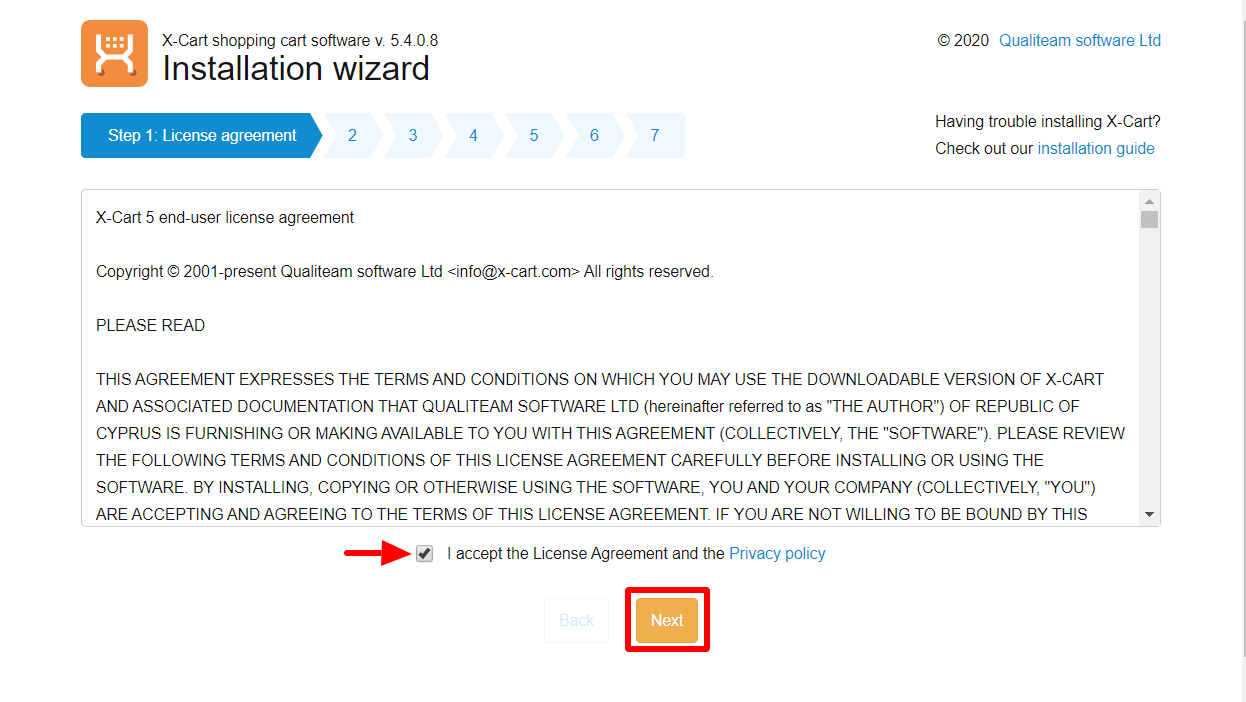 X-Cart shopping cart software v. 5.4.0.8
Installation wizard
© 2020 Qualiteam software Ltd
Step 1: License agreement 2 3 4 5 6 7
Having trouble installing X-Cart?
Check out our installation guide
X-Cart 5 end-user license agreement
Copyright © 2001-present Qualiteam software Ltd <info@x-cart.com> All rights reserved.
PLEASE READ
THIS AGREEMENT EXPRESSES THE TERMS AND CONDITIONS ON WHICH YOU MAY USE THE DOWNLOADABLE VERSION OF X-CART
AND ASSOCIATED DOCUMENTATION THAT QUALITEAM SOFTWARE LTD (hereinafter referred to as "THE AUTHOR") OF REPUBLIC OF
CYPRUS IS FURNISHING OR MAKING AVAILABLE TO YOU WITH THIS AGREEMENT (COLLECTIVELY, THE "SOFTWARE"). PLEASE REVIEW
THE FOLLOWING TERMS AND CONDITIONS OF THIS LICENSE AGREEMENT CAREFULLY BEFORE INSTALLING OR USING THE
SOFTWARE. BY INSTALLING, COPYING OR OTHERWISE USING THE SOFTWARE, YOU AND YOUR COMPANY (COLLECTIVELY, "YOU")
ARE ACCEPTING AND AGREEING TO THE TERMS OF THIS LICENSE AGREEMENT. IF YOU ARE NOT WILLING TO BE BOUND BY THIS
I accept the License Agreement and the Privacy policy
Back Next